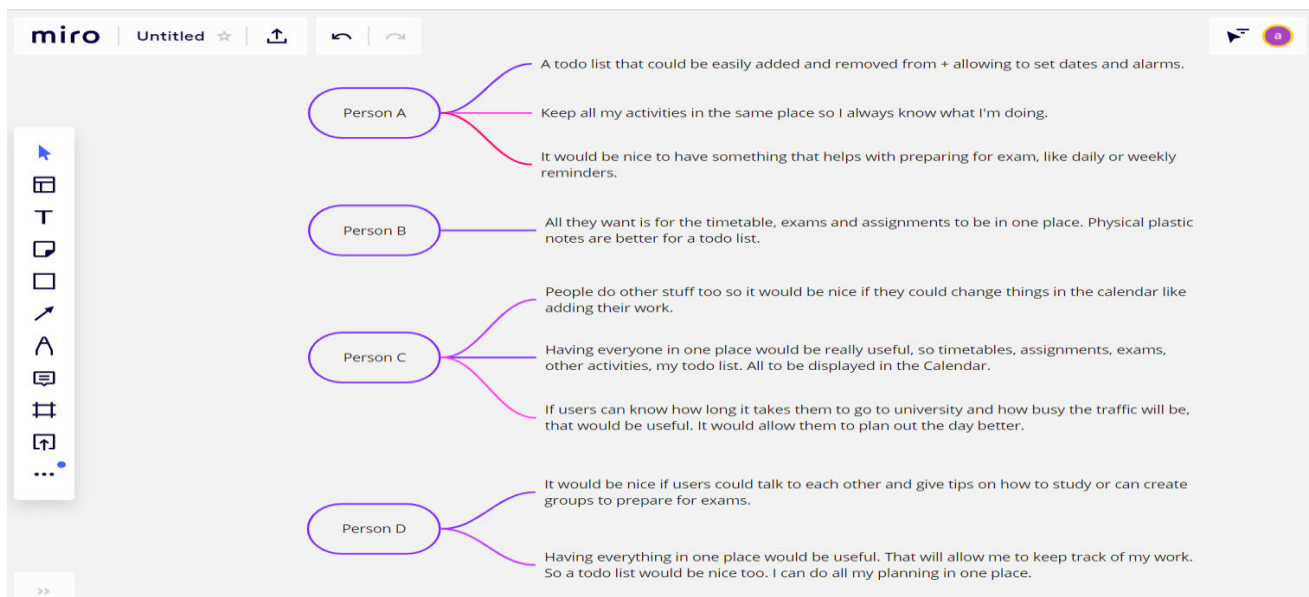 miro
Untitled
a
A todo list that could be easily added and removed from + allowing to set dates and alarms.
Person A
Keep all my activities in the same place so I always know what I'm doing.
It would be nice to have something that helps with preparing for exam, like daily or weekly
reminders.
Person B
All they want is for the timetable, exams and assignments to be in one place. Physical plastic
notes are better for a todo list.
People do other stuff too so it would be nice if they could change things in the calendar like
adding their work.
Person C
Having everyone in one place would be really useful, so timetables, assignments, exams,
other activities, my todo list. All to be displayed in the Calendar.
If users can know how long it takes them to go to university and how busy the traffic will be,
that would be useful. It would allow them to plan out the day better.
It would be nice if users could talk to each other and give tips on how to study or can create
groups to prepare for exams.
Person D
Having everything in one place would be useful. That will allow me to keep track of my work.
So a todo list would be nice too. I can do all my planning in one place.